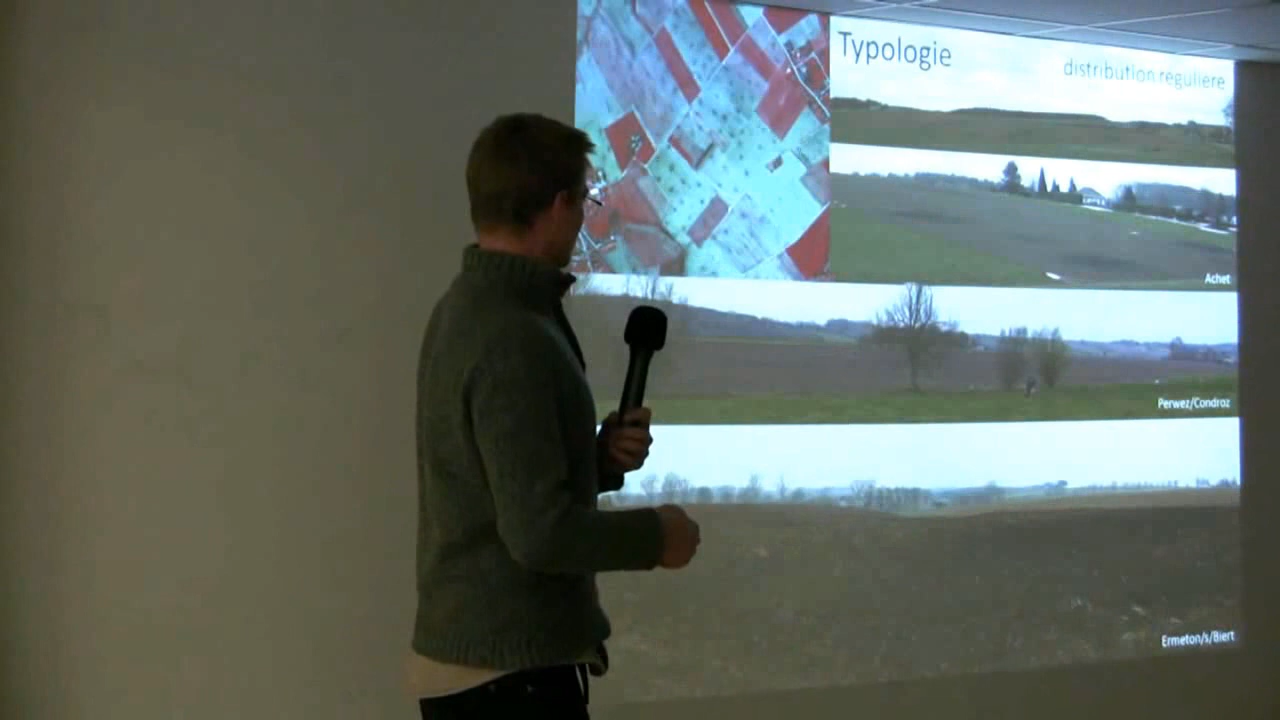 Typologie
distribution reguliere
Achet
Perwez/Condroz
Ermeton/s/Biert